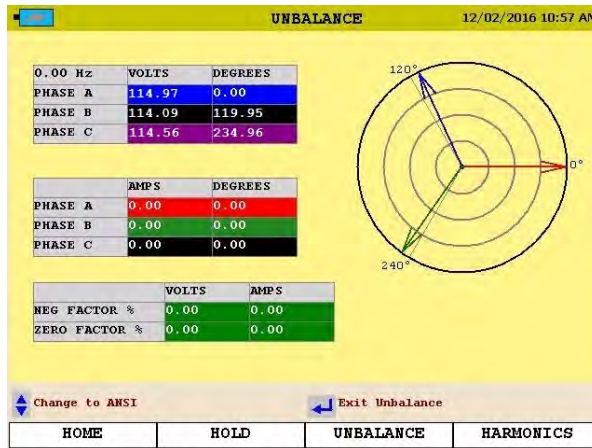 UNBALANCE 12/02/2016 10:57 AM
0.00 Hz VOLTS DEGREES
PHASE A 114.97 0.00
PHASE B 114.09 119.95
PHASE C 114.56 234.96
AMPS DEGREES
PHASE A 0.00 0.00
PHASE B 0.00 0.00
PHASE C 0.00 0.00
VOLTS AMPS
NEG FACTOR % 0.00 0.00
ZERO FACTOR % 0.00 0.00
120°
0°
240°
Change to ANSI Exit Unbalance
HOME HOLD UNBALANCE HARMONICS